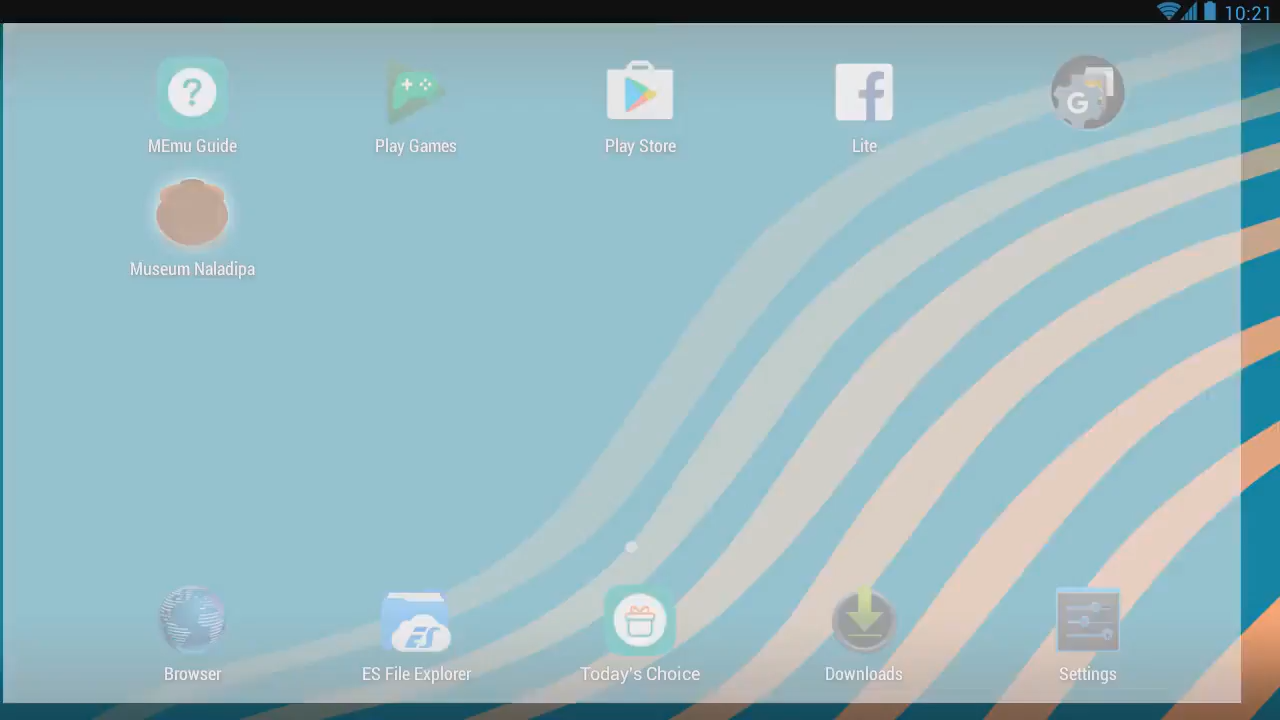 10:21
MEmu Guide
Play Games
Play Store
Lite
G
Museum Naladipa
ES
Browser
ES File Explorer
Today's Choice
Downloads
Settings